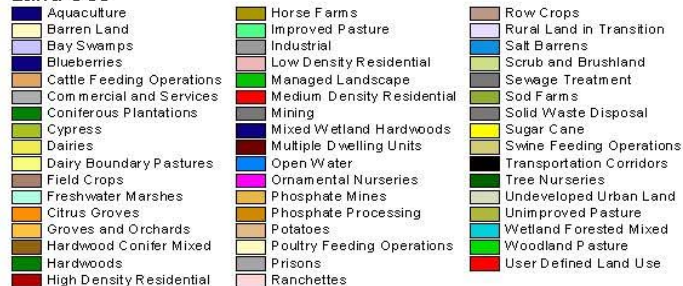 Aquaculture
Barren Land
Bay Swamps
Blueberries
Cattle Feeding Operations
Commercial and Services
Coniferous Plantations
Cypress
Dairies
Dairy Boundary Pastures
Field Crops
Freshwater Marshes
Citrus Groves
Groves and Orchards
Hardwood Conifer Mixed
Hardwoods
High Density Residential
Horse Farms
Improved Pasture
Industrial
Low Density Residential
Managed Landscape
Medium Density Residential
Mining
Mixed Wetland Hardwoods
Multiple Dwelling Units
Open Water
Ornamental Nurseries
Phosphate Mines
Phosphate Processing
Potatoes
Poultry Feeding Operations
Prisons
Ranchettes
Row Crops
Rural Land in Transition
Salt Barrens
Scrub and Brushland
Sewage Treatment
Sod Farms
Solid Waste Disposal
Sugar Cane
Swine Feeding Operations
Transportation Corridors
Tree Nurseries
Undeveloped Urban Land
Unimproved Pasture
Wetland Forested Mixed
Woodland Pasture
User Defined Land Use